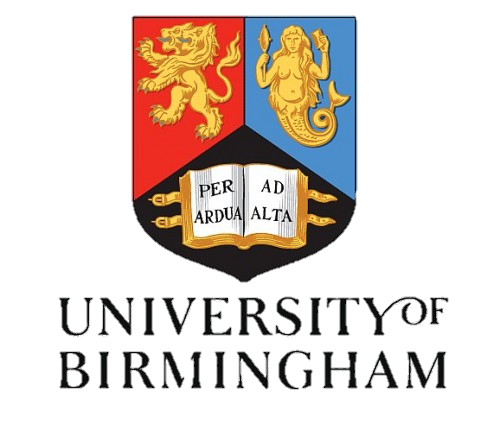 PER AD
ARDUA ALTA
UNIVERSITY OF
BIRMINGHAM